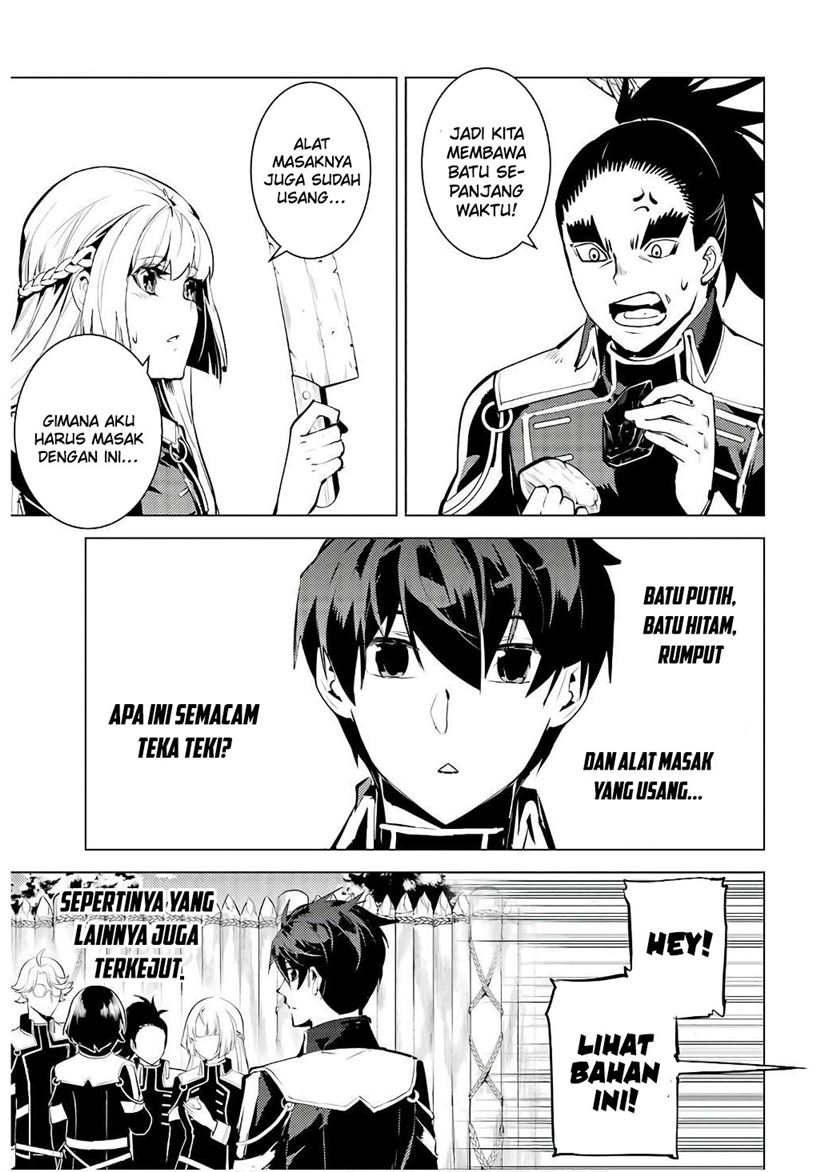 JADI KITA
MEMBAWA
BATU SE-
PANJANG
WAKTU!
ALAT
MASAKNYA
JUGA SUDAH
USANG...
GIMANA AKU
HARUS MASAK
DENGAN INI...
BATU PUTIH,
BATU HITAM,
RUMPUT
DAN ALAT MASAK
YANG USANG...
APA INI SEMACAM
TEKA TEKI?
HEY!
LIHAT
BAHAN
INI!
SEPERTINYA YANG
LAINNYA JUGA
TERKEJUT.